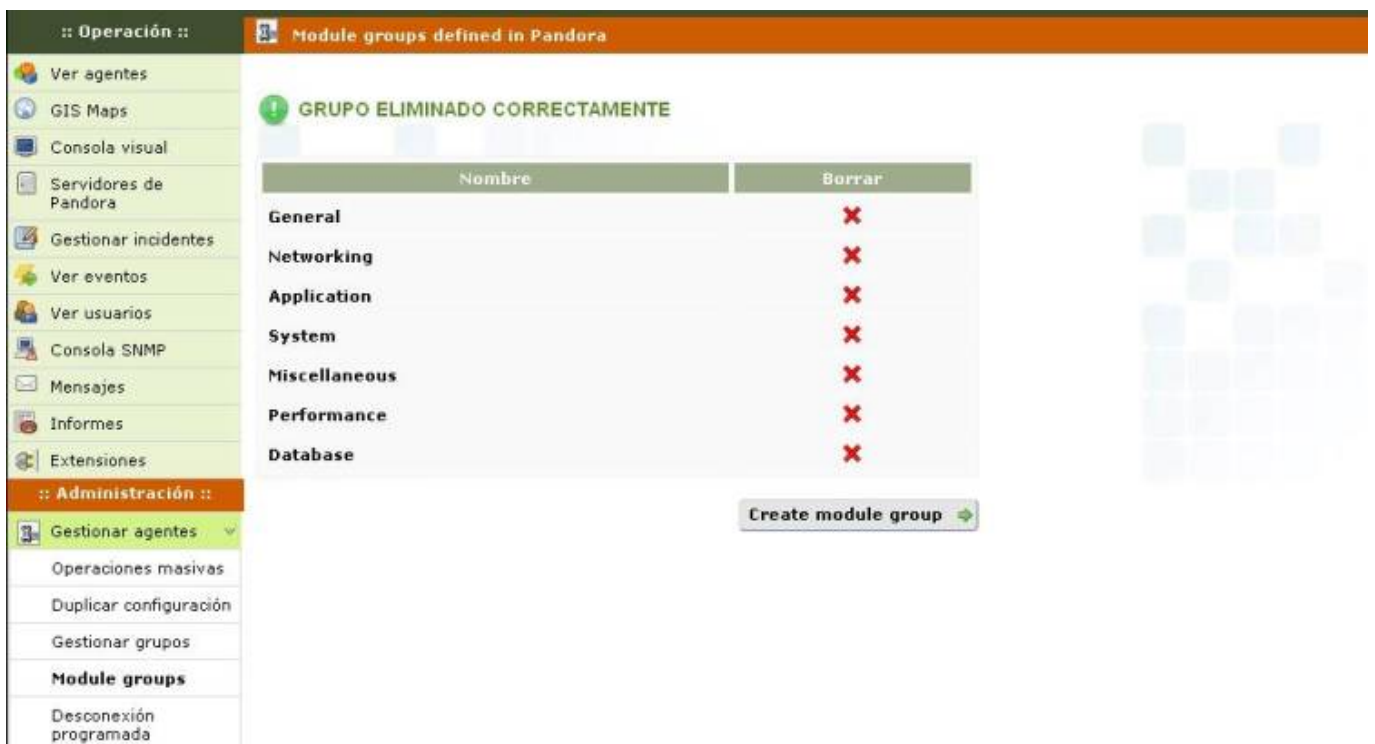 :: Operación ::
Ver agentes
GIS Maps
Consola visual
Servidores de
Pandora
Gestionar incidentes
Ver eventos
Ver usuarios
Consola SNMP
Mensajes
Informes
Extensiones
:: Administración ::
Gestionar agentes
Operaciones masivas
Duplicar configuración
Gestionar grupos
Module groups
Desconexión
programada
Module groups defined in Pandora
GRUPO ELIMINADO CORRECTAMENTE
Nombre Borrar
General
Networking
Application
System
Miscellaneous
Performance
Database
Create module group